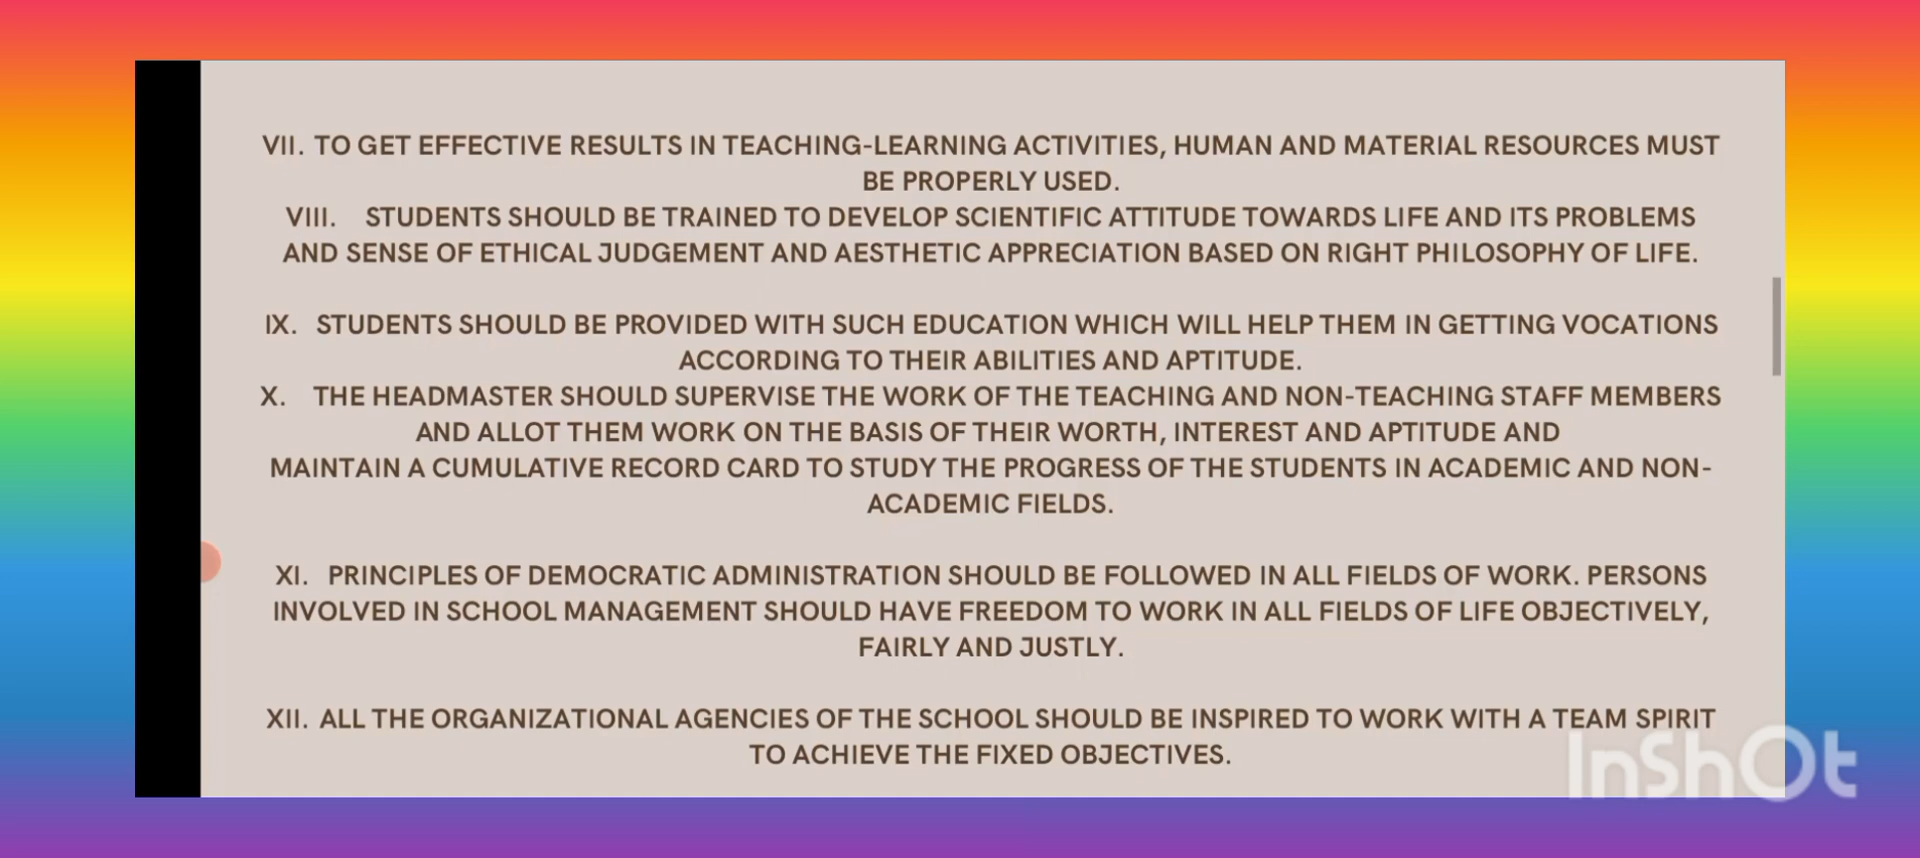 VII. TO GET EFFECTIVE RESULTS IN TEACHING-LEARNING ACTIVITIES, HUMAN AND MATERIAL RESOURCES MUST
BE PROPERLY USED.
VIII. STUDENTS SHOULD BE TRAINED TO DEVELOP SCIENTIFIC ATTITUDE TOWARDS LIFE AND ITS PROBLEMS
AND SENSE OF ETHICAL JUDGEMENT AND AESTHETIC APPRECIATION BASED ON RIGHT PHILOSOPHY OF LIFE.
IX. STUDENTS SHOULD BE PROVIDED WITH SUCH EDUCATION WHICH WILL HELP THEM IN GETTING VOCATIONS
ACCORDING TO THEIR ABILITIES AND APTITUDE.
X. THE HEADMASTER SHOULD SUPERVISE THE WORK OF THE TEACHING AND NON-TEACHING STAFF MEMBERS
AND ALLOT THEM WORK ON THE BASIS OF THEIR WORTH, INTEREST AND APTITUDE AND
MAINTAIN A CUMULATIVE RECORD CARD TO STUDY THE PROGRESS OF THE STUDENTS IN ACADEMIC AND NON-
ACADEMIC FIELDS.
XI. PRINCIPLES OF DEMOCRATIC ADMINISTRATION SHOULD BE FOLLOWED IN ALL FIELDS OF WORK. PERSONS
INVOLVED IN SCHOOL MANAGEMENT SHOULD HAVE FREEDOM TO WORK IN ALL FIELDS OF LIFE OBJECTIVELY,
FAIRLY AND JUSTLY.
XII. ALL THE ORGANIZATIONAL AGENCIES OF THE SCHOOL SHOULD BE INSPIRED TO WORK WITH A TEAM SPIRIT
TO ACHIEVE THE FIXED OBJECTIVES.
InShOt